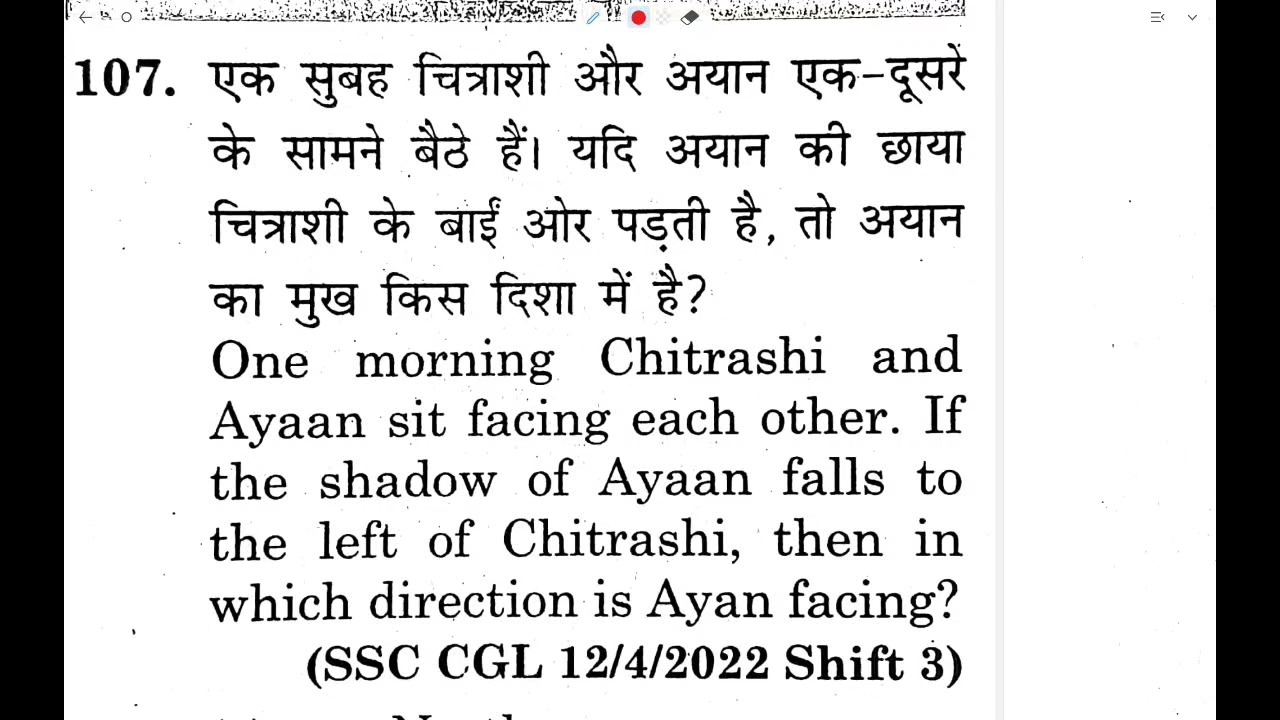 107. एक सुबह चित्राशी और अयान एक-दूसरे
के सामने बैठे हैं। यदि अयान की छाया
चित्राशी के बाईं ओर पड़ती है, तो अयान
का मुख किस दिशा में है?
One morning Chitrashi and
Ayaan sit facing each other. If
the shadow of Ayaan falls to
the left of Chitrashi, then in
which direction is Ayan facing?
(SSC CGL 12/4/2022 Shift 3)